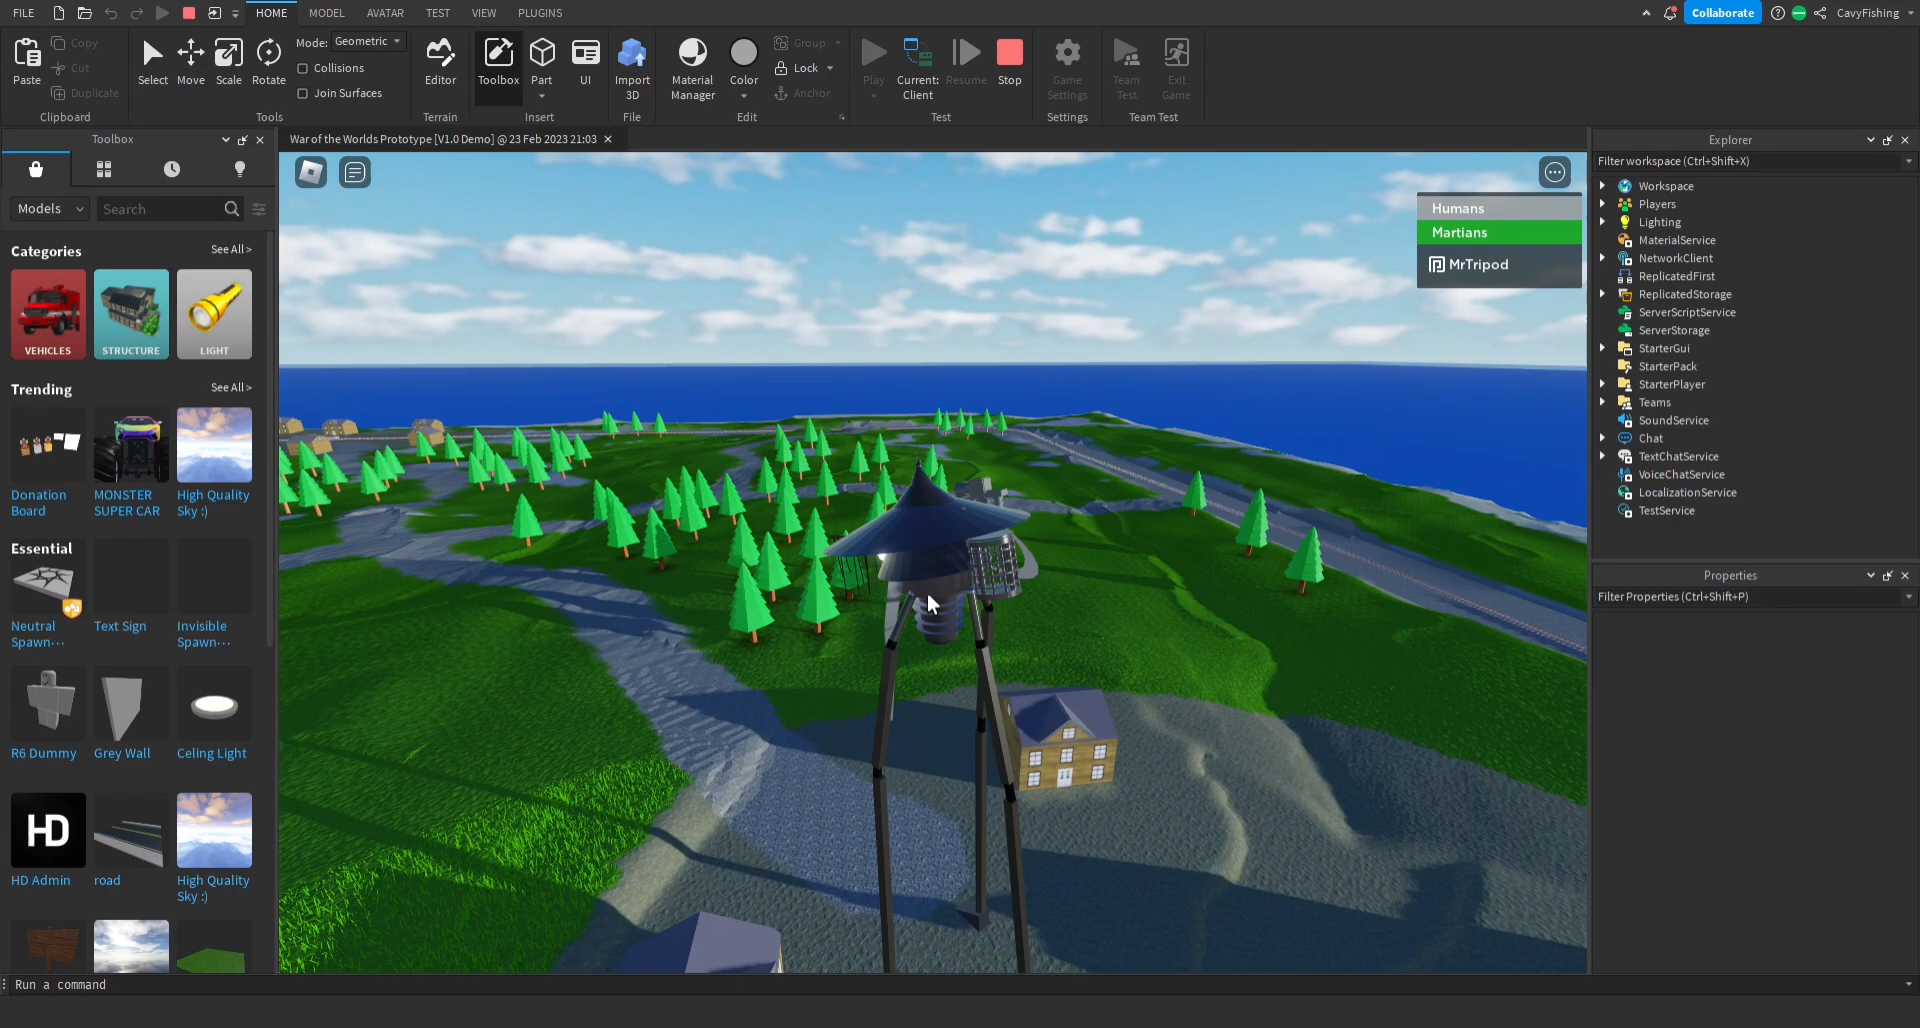 FILE
HOME
MODEL
AVATAR
TEST
VIEW
PLUGINS
Collaborate
CavyFishing
Paste
Copy
Cut
Duplicate
Clipboard
Select
Move
Scale
Rotate
Mode: Geometric
Collisions
Join Surfaces
Tools
Editor
Terrain
Toolbox
Part
UI
Insert
Import
3D
File
Material
Manager
Color
Group
Lock
Anchor
Edit
Play
Current:
Client
Resume
Stop
Test
Game
Settings
Settings
Team
Test
Exit
Game
Team Test
Toolbox
Models
Search
Categories
See All >
VEHICLES
STRUCTURE
LIGHT
Trending
See All >
Donation
Board
MONSTER
SUPER CAR
High Quality
Sky :)
Essential
Neutral
Spawn...
Text Sign
Invisible
Spawn...
R6 Dummy
Grey Wall
Celing Light
HD
HD Admin
road
High Quality
Sky :)
War of the Worlds Prototype [V1.0 Demo] @ 23 Feb 2023 21:03
Humans
Martians
MrTripod
Explorer
Filter workspace (Ctrl+Shift+X)
Workspace
Players
Lighting
MaterialService
NetworkClient
ReplicatedFirst
ReplicatedStorage
ServerScriptService
ServerStorage
StarterGui
StarterPack
StarterPlayer
Teams
SoundService
Chat
TextChatService
VoiceChatService
LocalizationService
TestService
Properties
Filter Properties (Ctrl+Shift+P)
Run a command